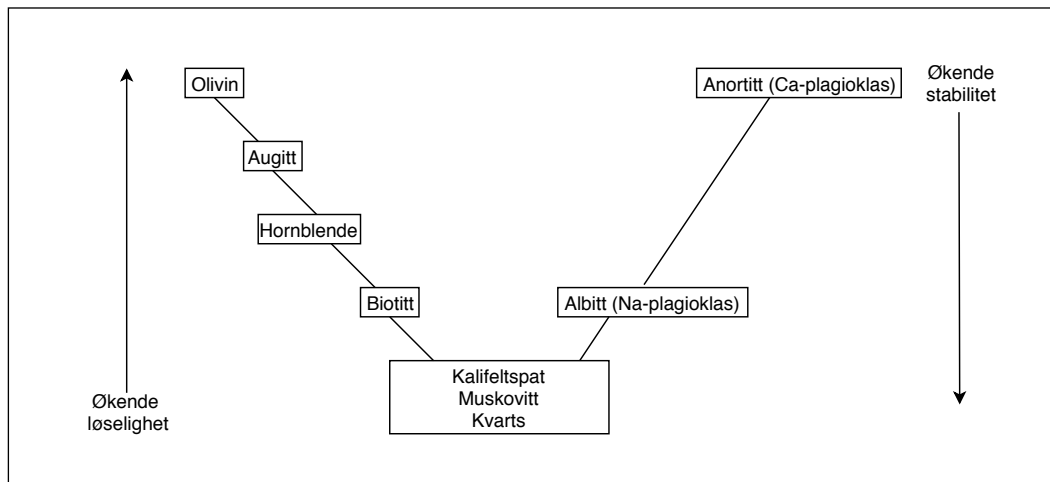 Olivin
Anortitt (Ca-plagioklas)
Økende
stabilitet
Augitt
Hornblende
Biotitt
Albitt (Na-plagioklas)
Kalifeltspat
Muskovitt
Kvarts
Økende
løselighet